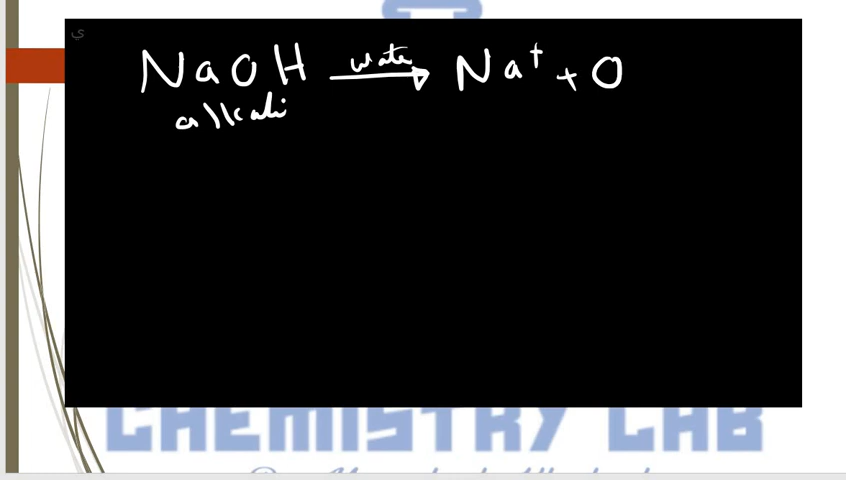 ي
NaOH water→ Na⁺ + O
alkali
CHEMISTRY LAB